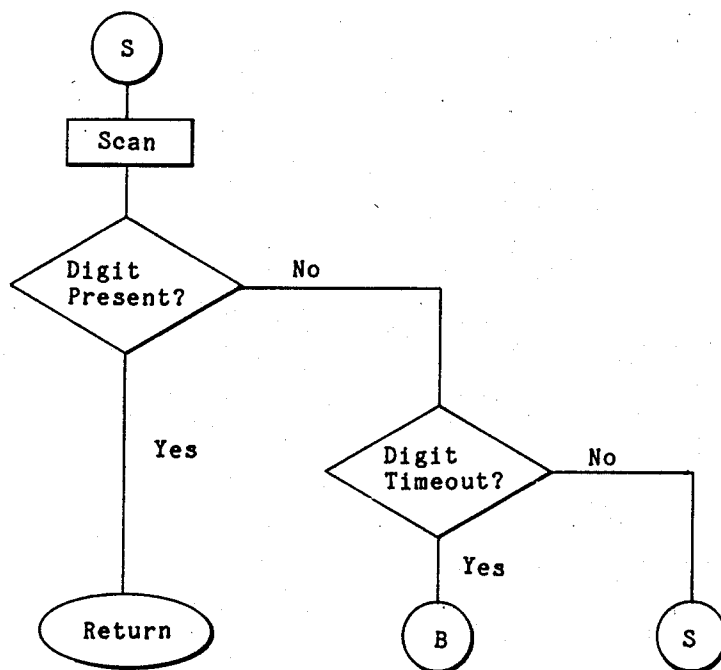 S
Scan
Digit
Present?
No
Yes
Digit
Timeout?
No
Yes
Return
B
S